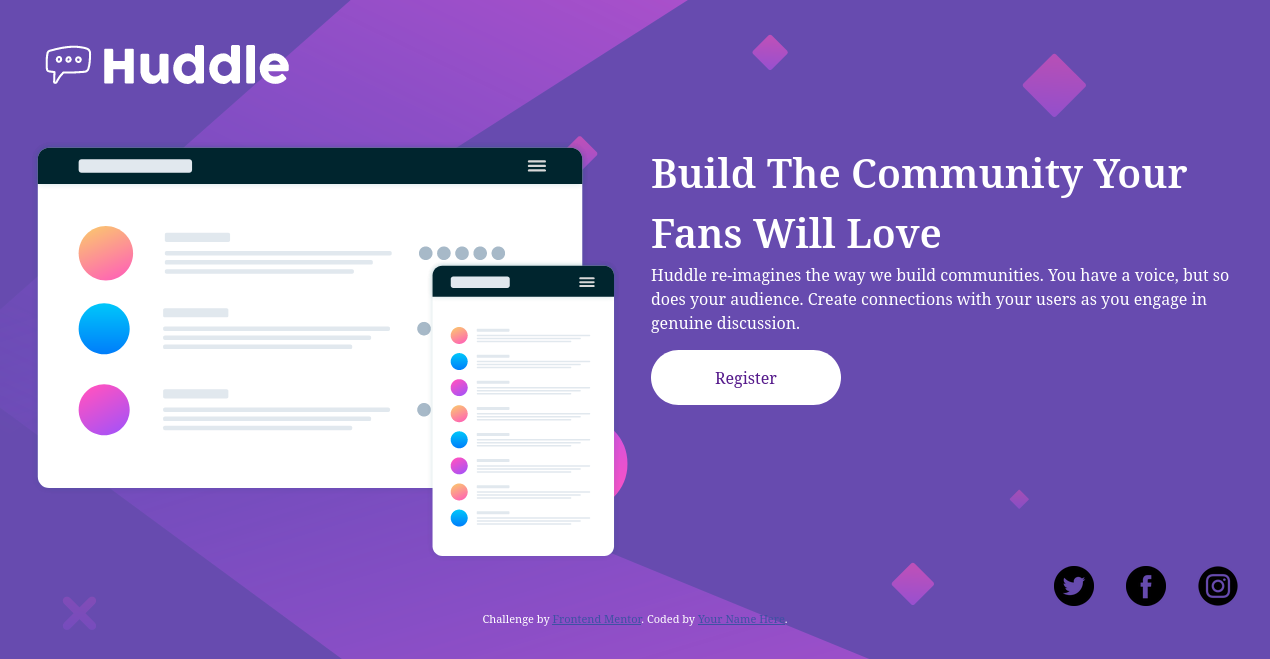 Huddle
Build The Community Your
Fans Will Love
Huddle re-imagines the way we build communities. You have a voice, but so
does your audience. Create connections with your users as you engage in
genuine discussion.
Register
Challenge by Frontend Mentor. Coded by Your Name Here.